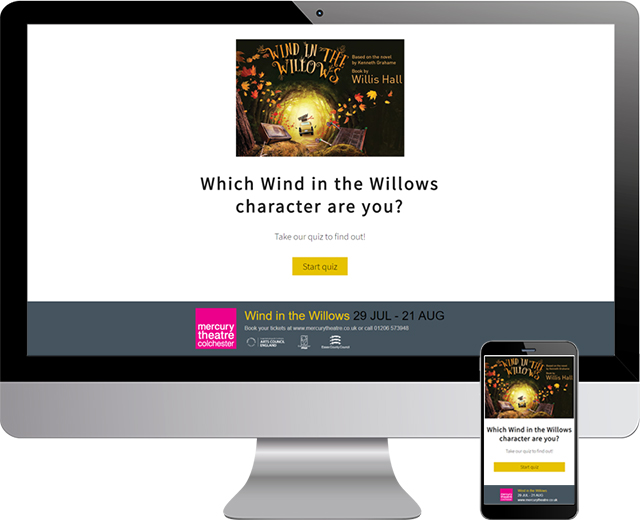 WIND IN THE
WILLOWS
Based on the novel
by Kenneth Grahame
Book by
Willis Hall
Which Wind in the Willows
character are you?
Take our quiz to find out!
Start quiz
mercury
theatre
colchester
Wind in the Willows 29 JUL - 21 AUG
Book your tickets at www.mercurytheatre.co.uk or call 01206 573948
ARTS COUNCIL
ENGLAND
Essex County Council
WIND IN THE
WILLOWS
Based on the novel
by Kenneth Grahame
Book by
Willis Hall
Which Wind in the Willows
character are you?
Take our quiz to find out!
Start quiz
mercury
theatre
colchester
Wind in the Willows
29 JUL - 21 AUG
www.mercurytheatre.co.uk